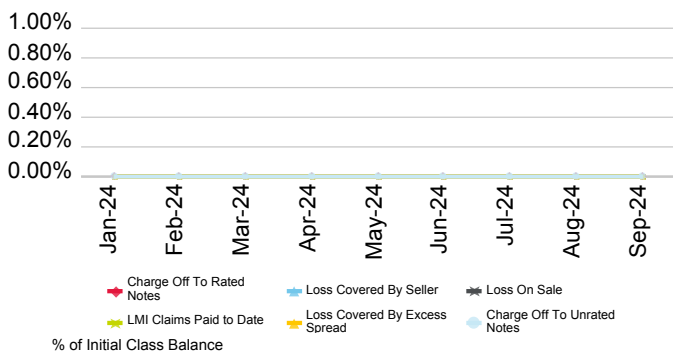 1.00%
0.80%
0.60%
0.40%
0.20%
0.00%
Jan-24
Feb-24
Mar-24
Apr-24
May-24
Jun-24
Jul-24
Aug-24
Sep-24
Charge Off To Rated
Notes
Loss Covered By Seller
Loss On Sale
LMI Claims Paid to Date
Loss Covered By Excess
Spread
Charge Off To Unrated
Notes
% of Initial Class Balance